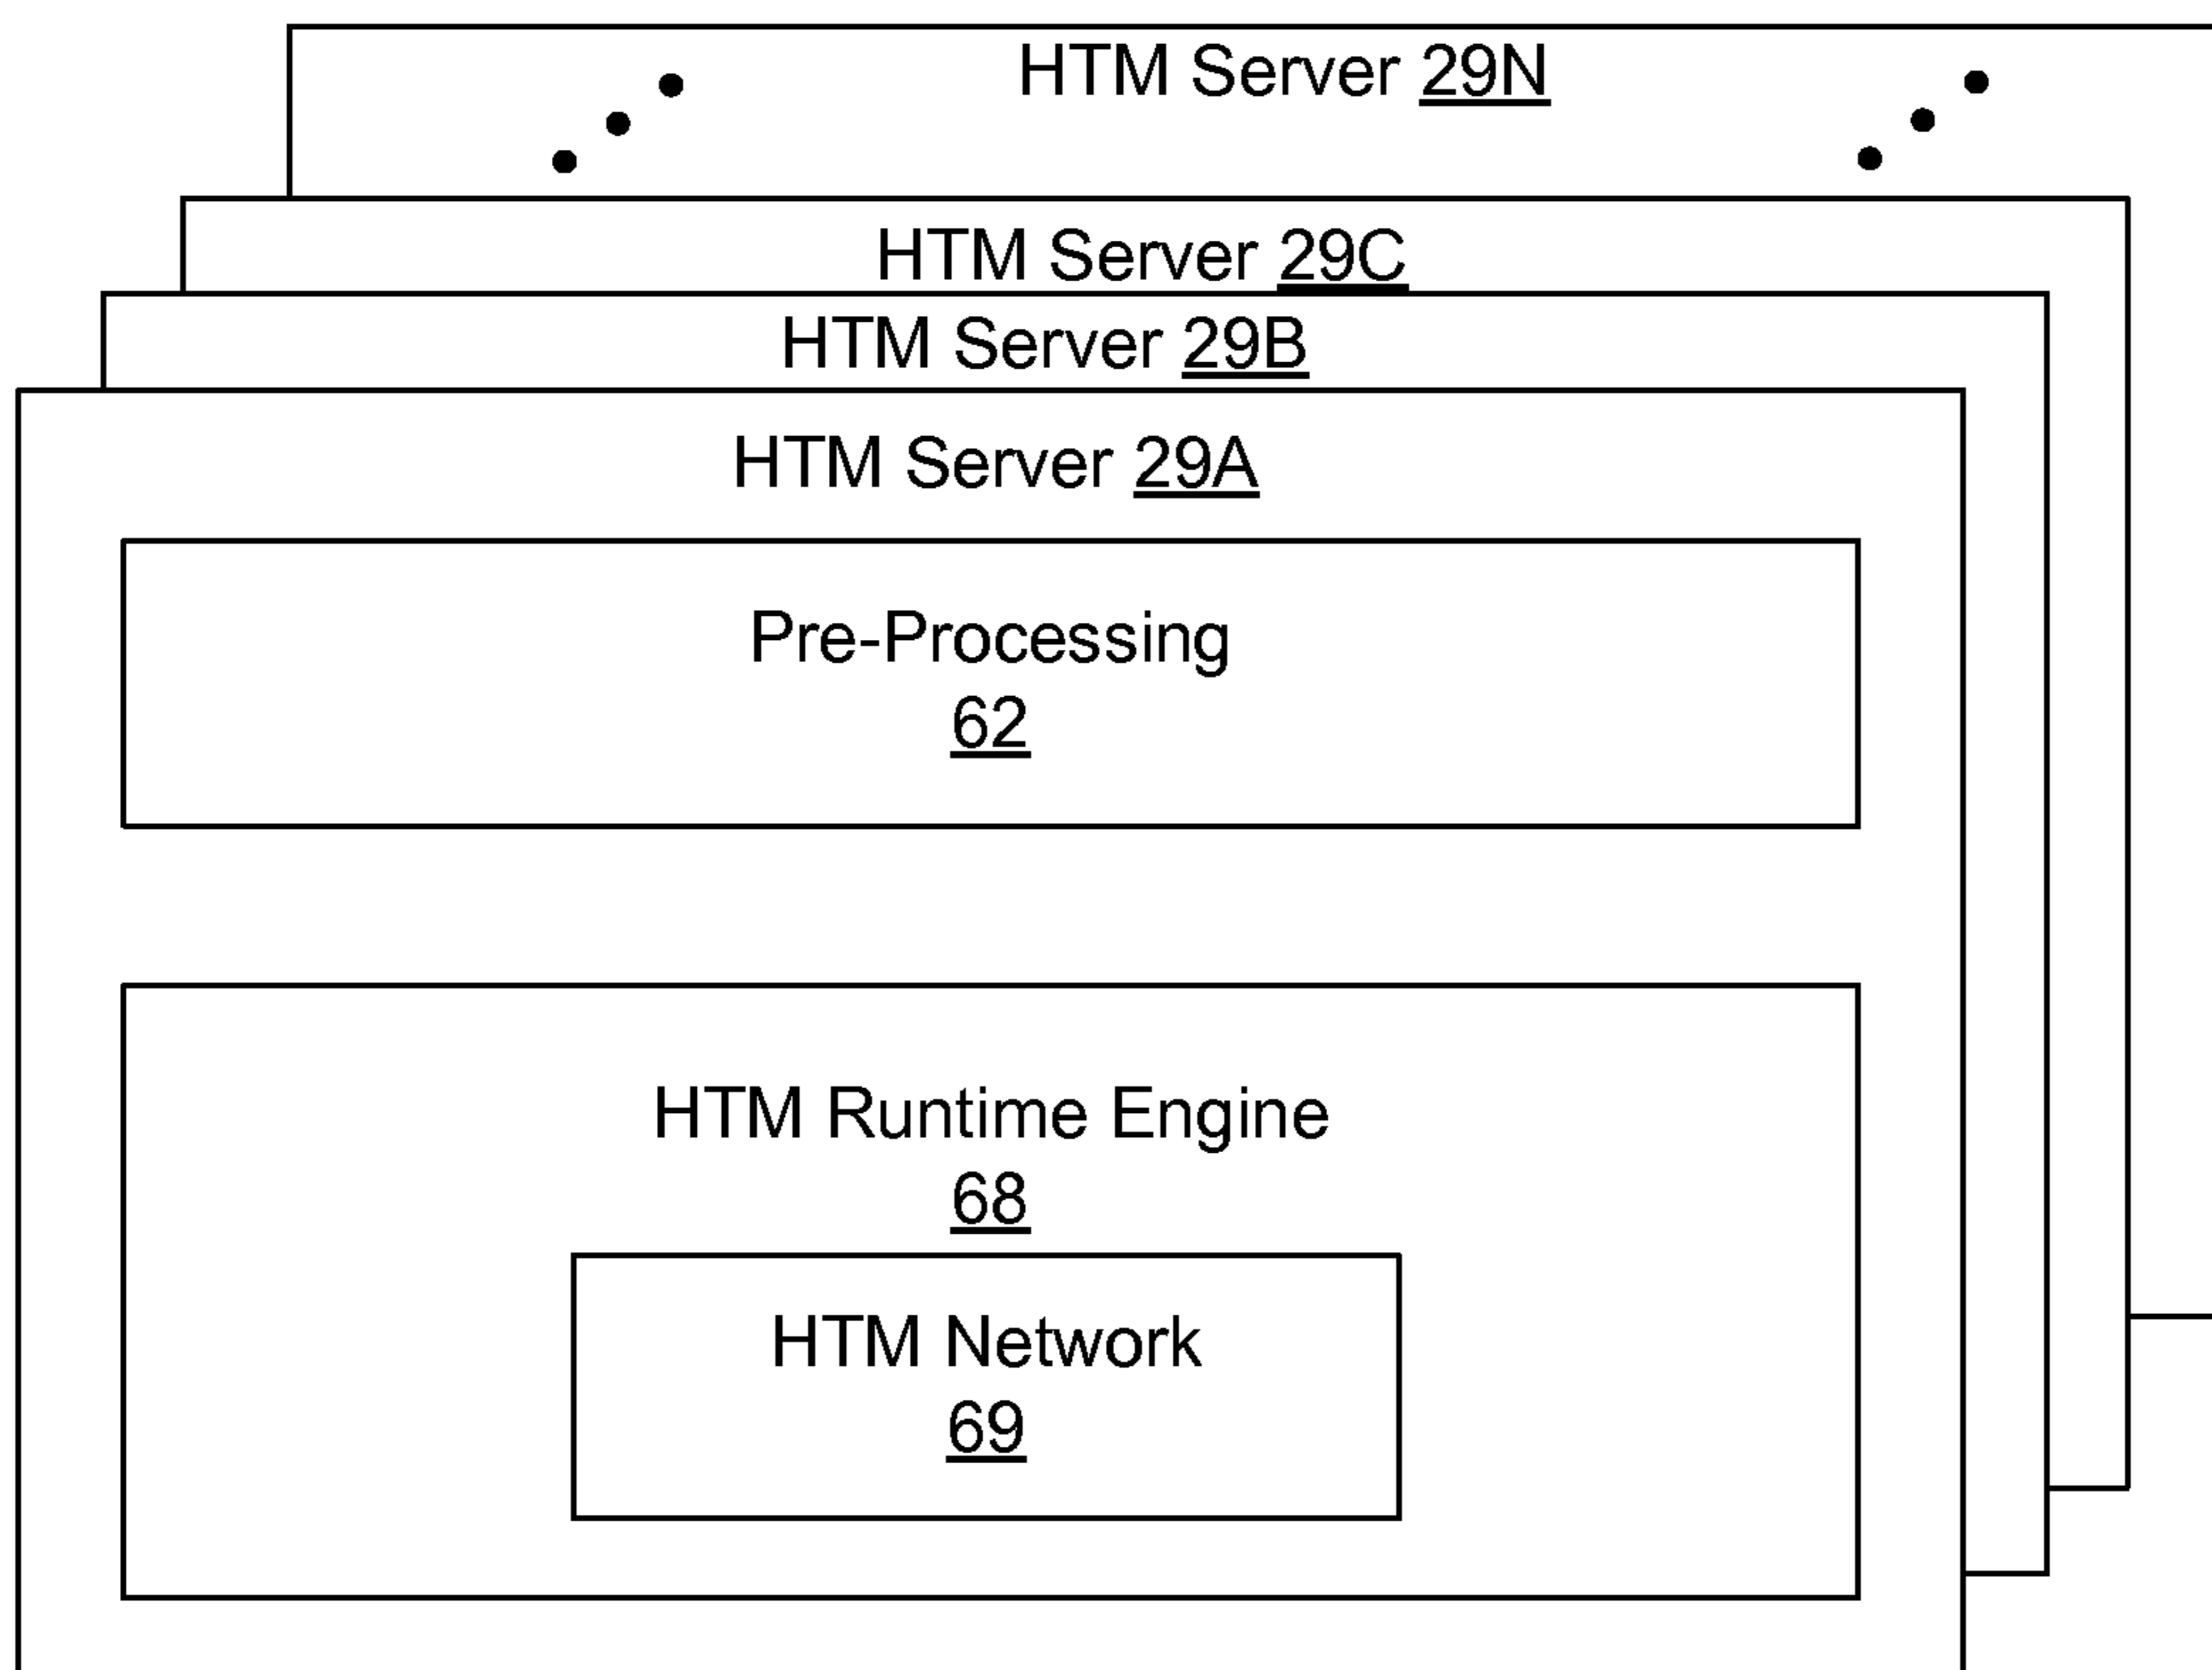 HTM Server 29N
HTM Server 29C
HTM Server 29B
HTM Server 29A
Pre-Processing
62
HTM Runtime Engine
68
HTM Network
69